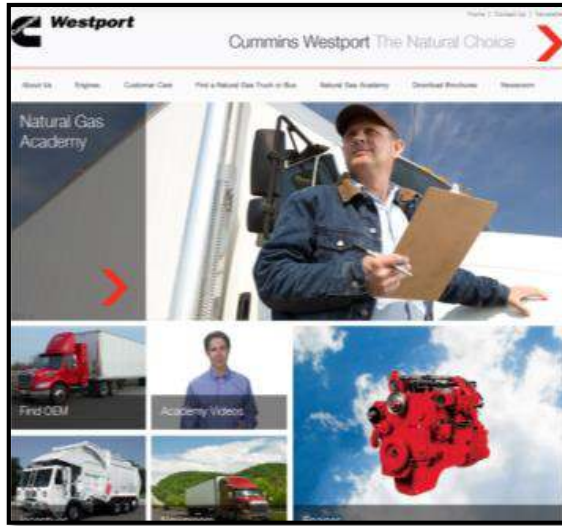 Home | Contact Us | Newsletter
Westport
Cummins Westport The Natural Choice
About Us Engines Customer Care Find a Natural Gas Truck or Bus Natural Gas Academy Download Brochures Newsroom
Natural Gas
Academy
Find OEM
Academy Videos